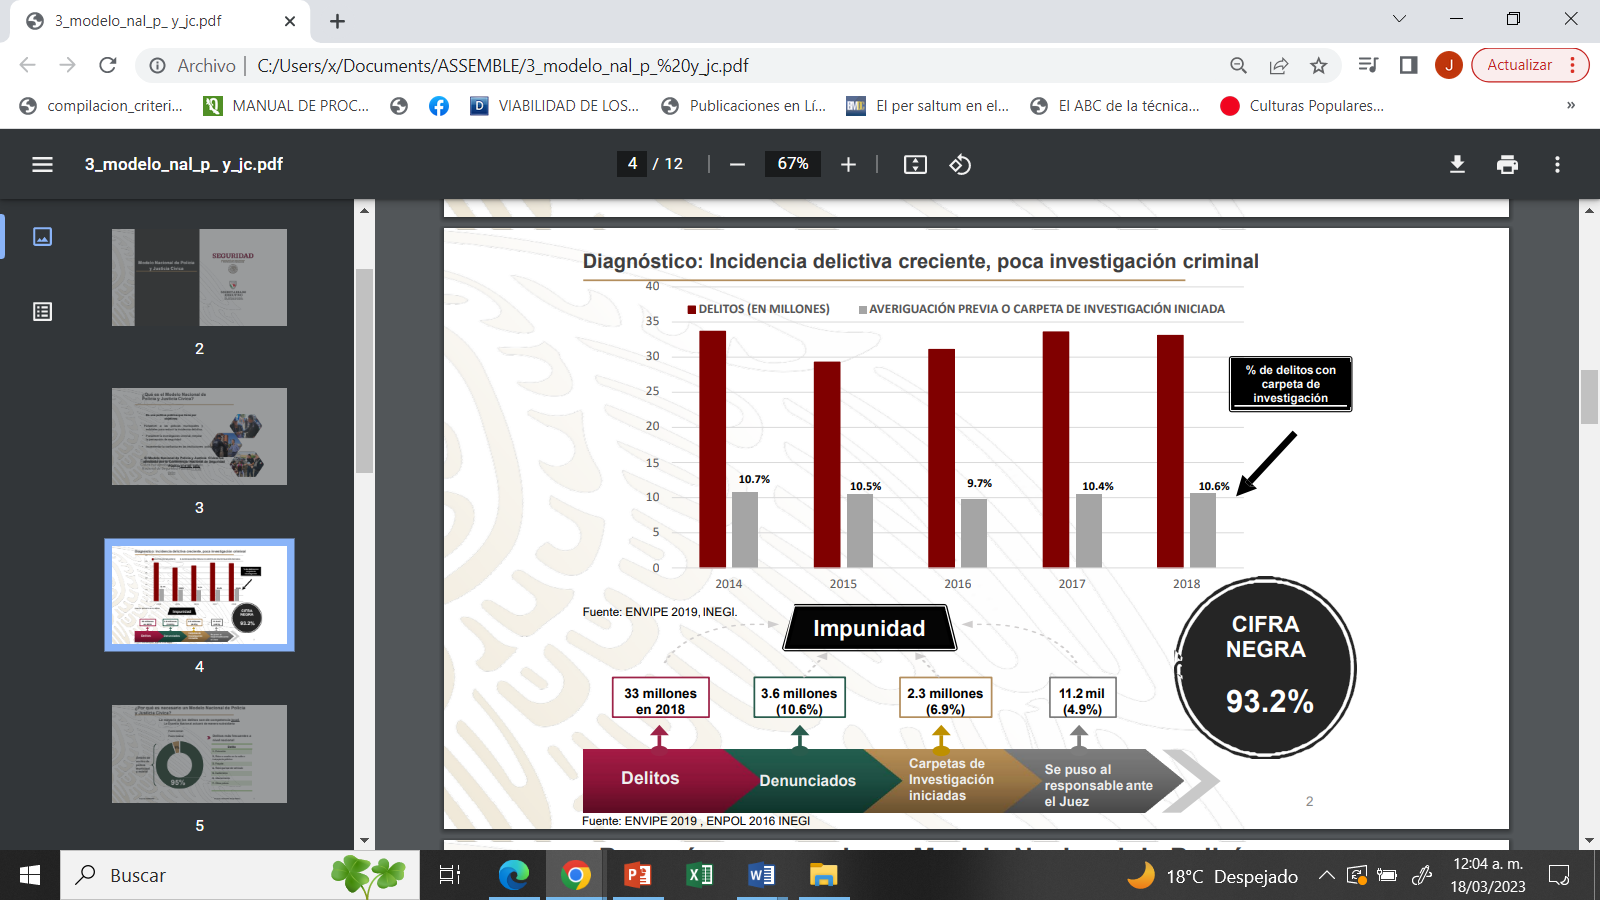 3_modelo_nal_p_ y_jc.pdf
Archivo
C:/Users/x/Documents/ASSEMBLE/3_modelo_nal_p_%20y_jc.pdf
J
Actualizar
compilacion_criteri...
MANUAL DE PROC...
VIABILIDAD DE LOS...
Publicaciones en Lí...
El per saltum en el...
El ABC de la técnica...
Culturas Populares...
»
3_modelo_nal_p_ y_jc.pdf
4 / 12
67%
SEGURIDAD
2
3
4
5
Diagnóstico: Incidencia delictiva creciente, poca investigación criminal
DELITOS (EN MILLONES)
AVERIGUACIÓN PREVIA O CARPETA DE INVESTIGACIÓN INICIADA
40
35
30
25
20
15
10
5
0
10.7%
10.5%
9.7%
10.4%
10.6%
2014
2015
2016
2017
2018
% de delitos con
carpeta de
investigación
Fuente: ENVIPE 2019, INEGI.
Impunidad
CIFRA
NEGRA
93.2%
33 millones
en 2018
3.6 millones
(10.6%)
2.3 millones
(6.9%)
11.2 mil
(4.9%)
Delitos
Denunciados
Carpetas de
Investigación
iniciadas
Se puso al
responsable ante
el Juez
2
Fuente: ENVIPE 2019 , ENPOL 2016 INEGI
Buscar
18°C Despejado
12:04 a. m.
18/03/2023